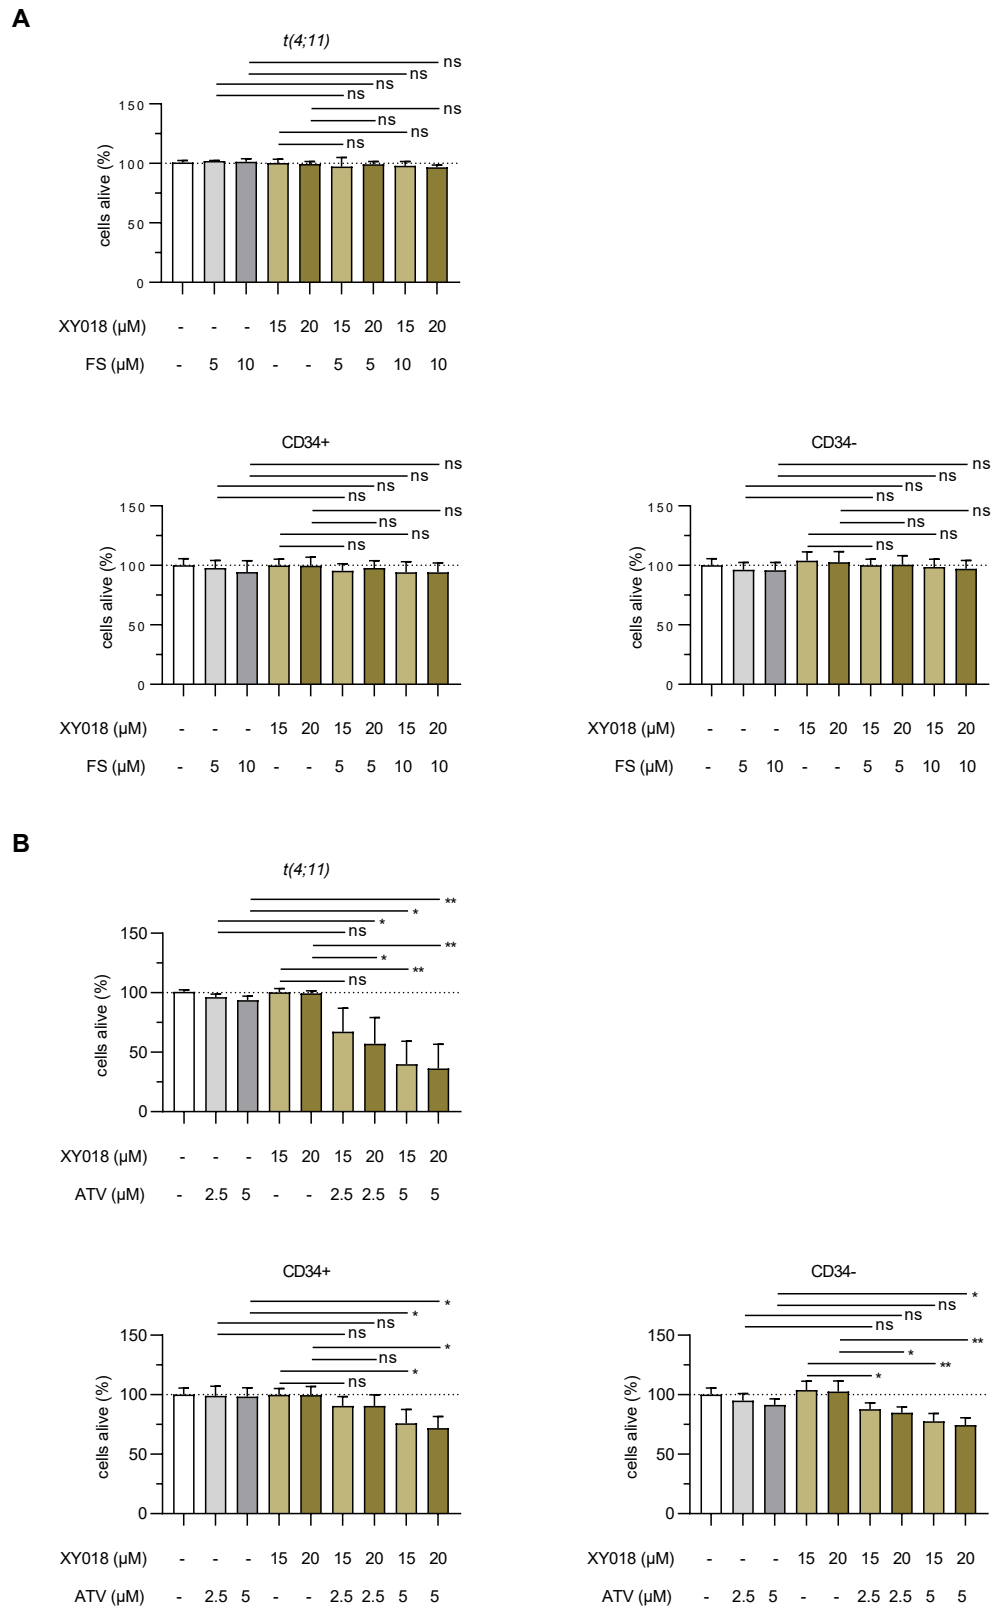 A
t(4;11)
ns
ns
ns
ns
ns
ns
ns
ns
150
100
50
0
cells alive (%)
XY018 (µM) - - - 15 20 15 20 15 20
FS (µM) - 5 10 - - 5 5 10 10
CD34+
ns
ns
ns
ns
ns
ns
ns
ns
150
100
50
0
cells alive (%)
XY018 (µM) - - - 15 20 15 20 15 20
FS (µM) - 5 10 - - 5 5 10 10
CD34-
ns
ns
ns
ns
ns
ns
ns
ns
150
100
50
0
cells alive (%)
XY018 (µM) - - - 15 20 15 20 15 20
FS (µM) - 5 10 - - 5 5 10 10
B
t(4;11)
**
*
*
ns
**
*
**
ns
150
100
50
0
cells alive (%)
XY018 (µM) - - - 15 20 15 20 15 20
ATV (µM) - 2.5 5 - - 2.5 2.5 5 5
CD34+
*
*
ns
ns
*
ns
*
ns
150
100
50
0
cells alive (%)
XY018 (µM) - - - 15 20 15 20 15 20
ATV (µM) - 2.5 5 - - 2.5 2.5 5 5
CD34-
*
ns
ns
ns
**
*
**
*
150
100
50
0
cells alive (%)
XY018 (µM) - - - 15 20 15 20 15 20
ATV (µM) - 2.5 5 - - 2.5 2.5 5 5